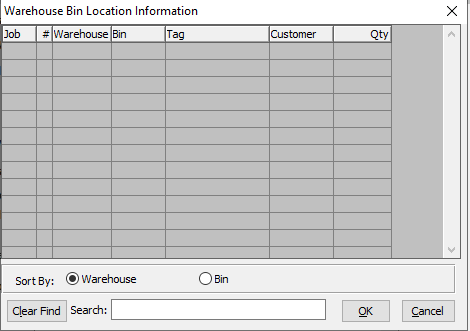 Warehouse Bin Location Information
Job # Warehouse Bin Tag Customer Qty
Sort By: Warehouse Bin
Clear Find Search: OK Cancel